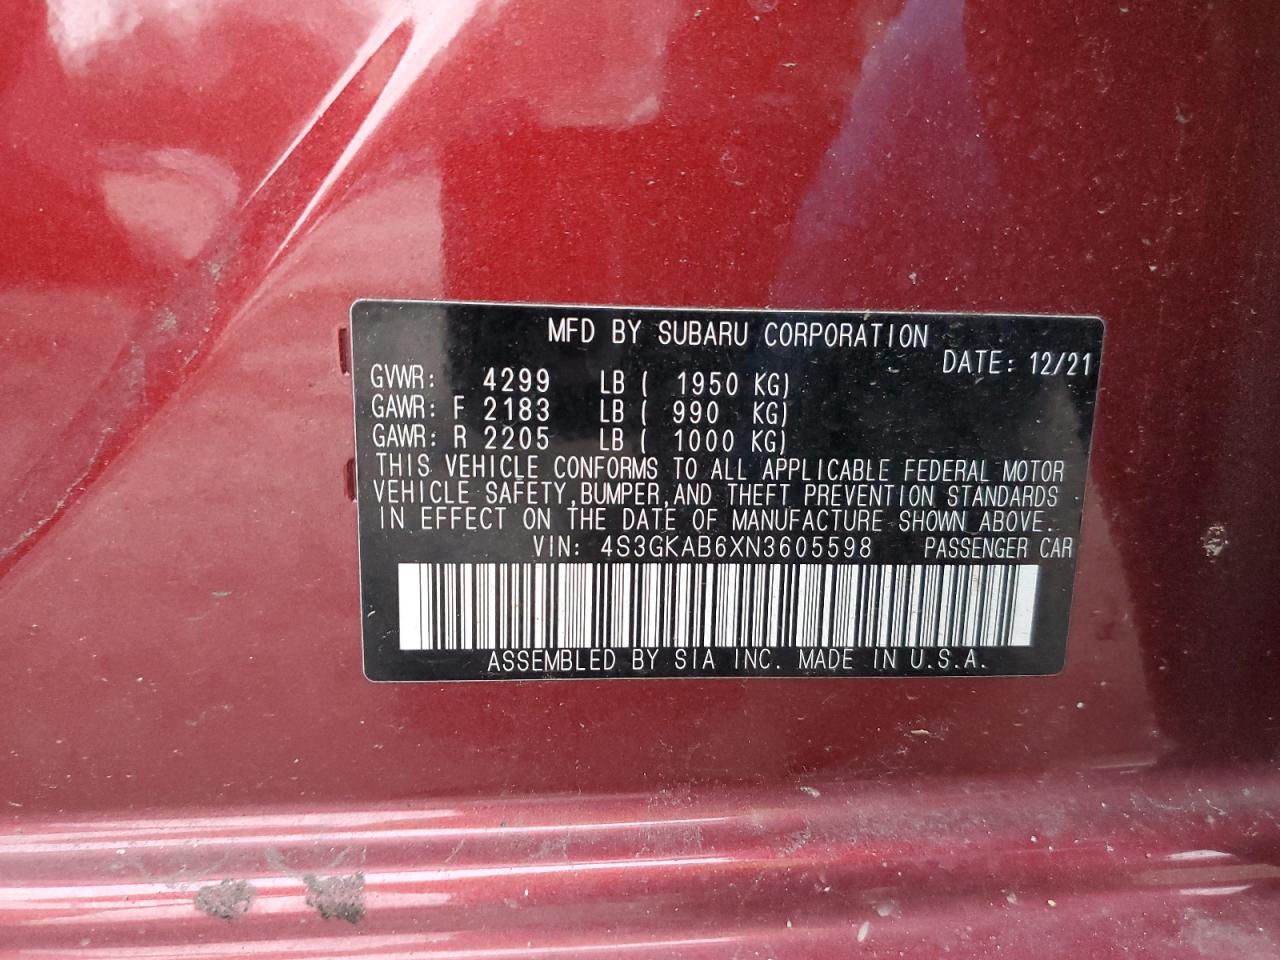 MFD BY SUBARU CORPORATION
DATE: 12/21
GVWR: 4299 LB ( 1950 KG)
GAWR: F 2183 LB ( 990 KG)
GAWR: R 2205 LB ( 1000 KG)
THIS VEHICLE CONFORMS TO ALL APPLICABLE FEDERAL MOTOR
VEHICLE SAFETY, BUMPER, AND THEFT PREVENTION STANDARDS
IN EFFECT ON THE DATE OF MANUFACTURE SHOWN ABOVE.
VIN: 4S3GKAB6XN3605598 PASSENGER CAR
ASSEMBLED BY SIA INC. MADE IN U.S.A.